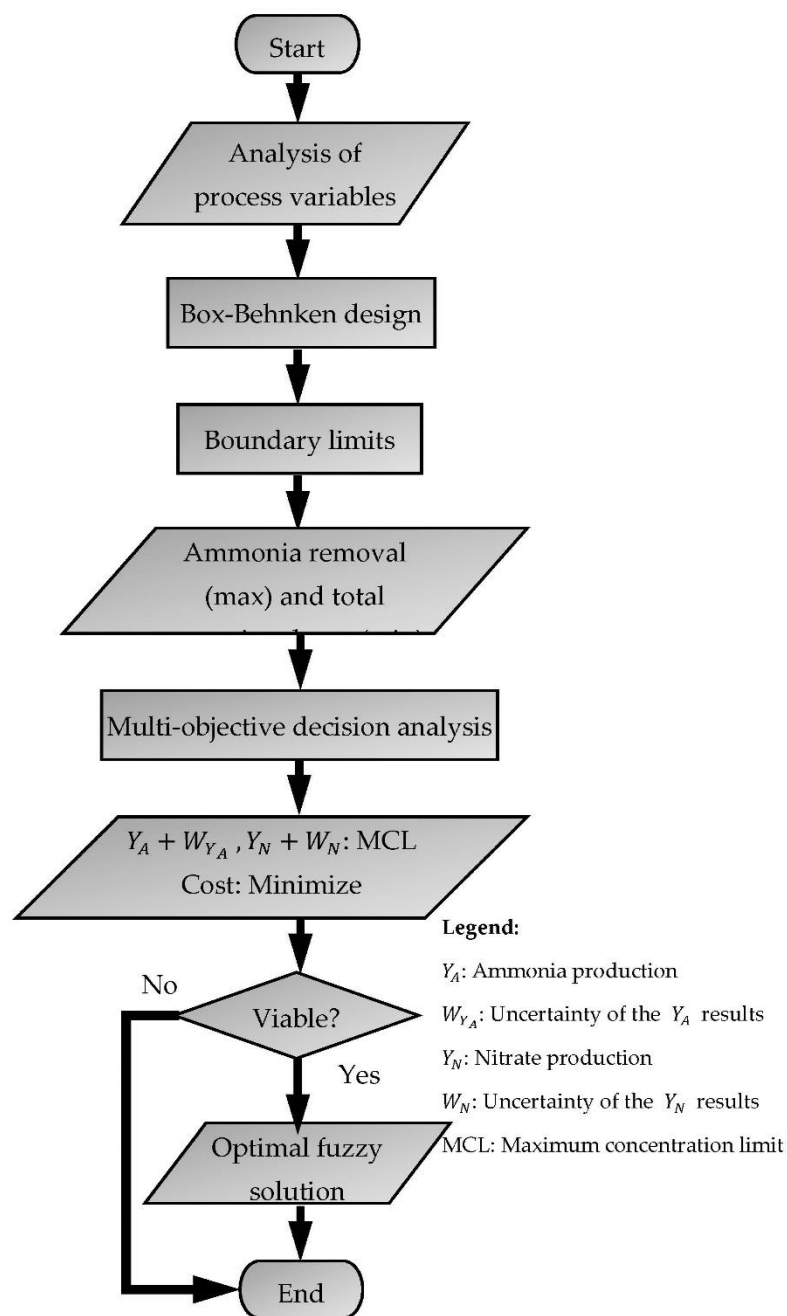 Start
Analysis of
process variables
Box-Behnken design
Boundary limits
Ammonia removal
(max) and total
Multi-objective decision analysis
Y_A + W_{Y_A} , Y_N + W_N: MCL
Cost: Minimize
Legend:
Y_A: Ammonia production
No
Viable?
W_{Y_A}: Uncertainty of the Y_A results
Yes
Y_N: Nitrate production
W_N: Uncertainty of the Y_N results
Optimal fuzzy
solution
MCL: Maximum concentration limit
End